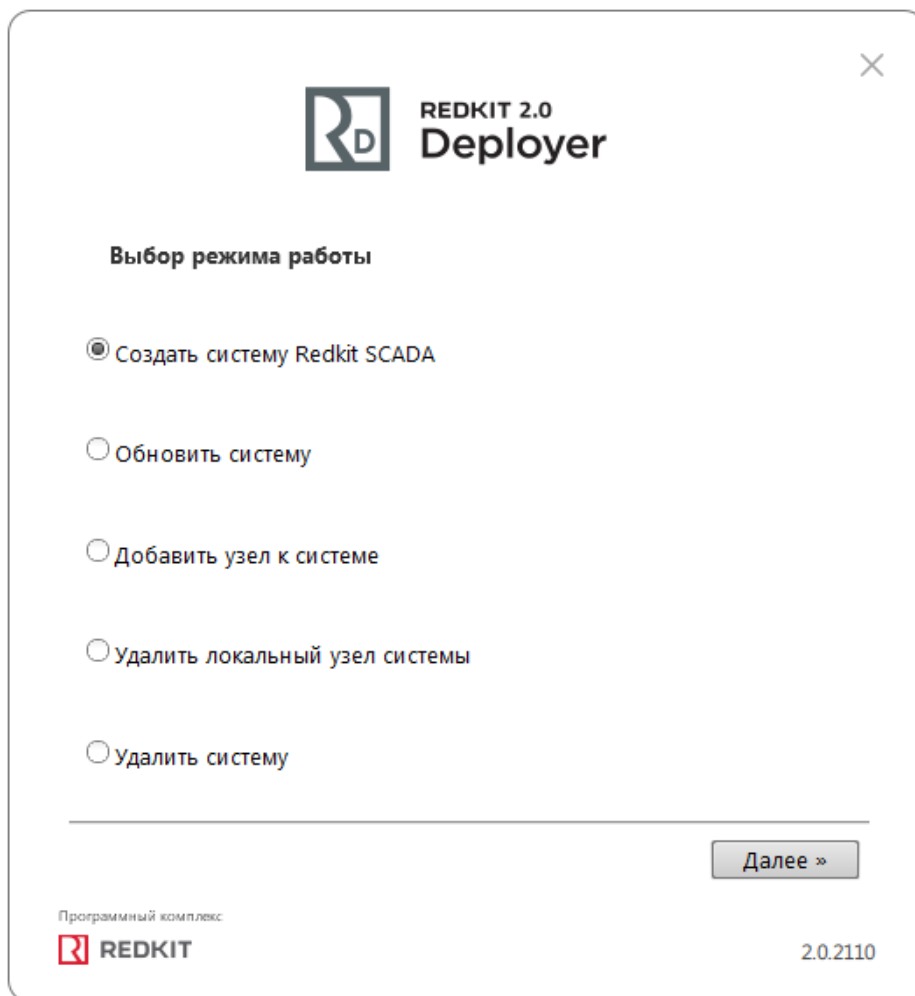 RD
REDKIT 2.0
Deployer
Выбор режима работы
Создать систему Redkit SCADA
Обновить систему
Добавить узел к системе
Удалить локальный узел системы
Удалить систему
Далее »
Программный комплекс
REDKIT
2.0.2110